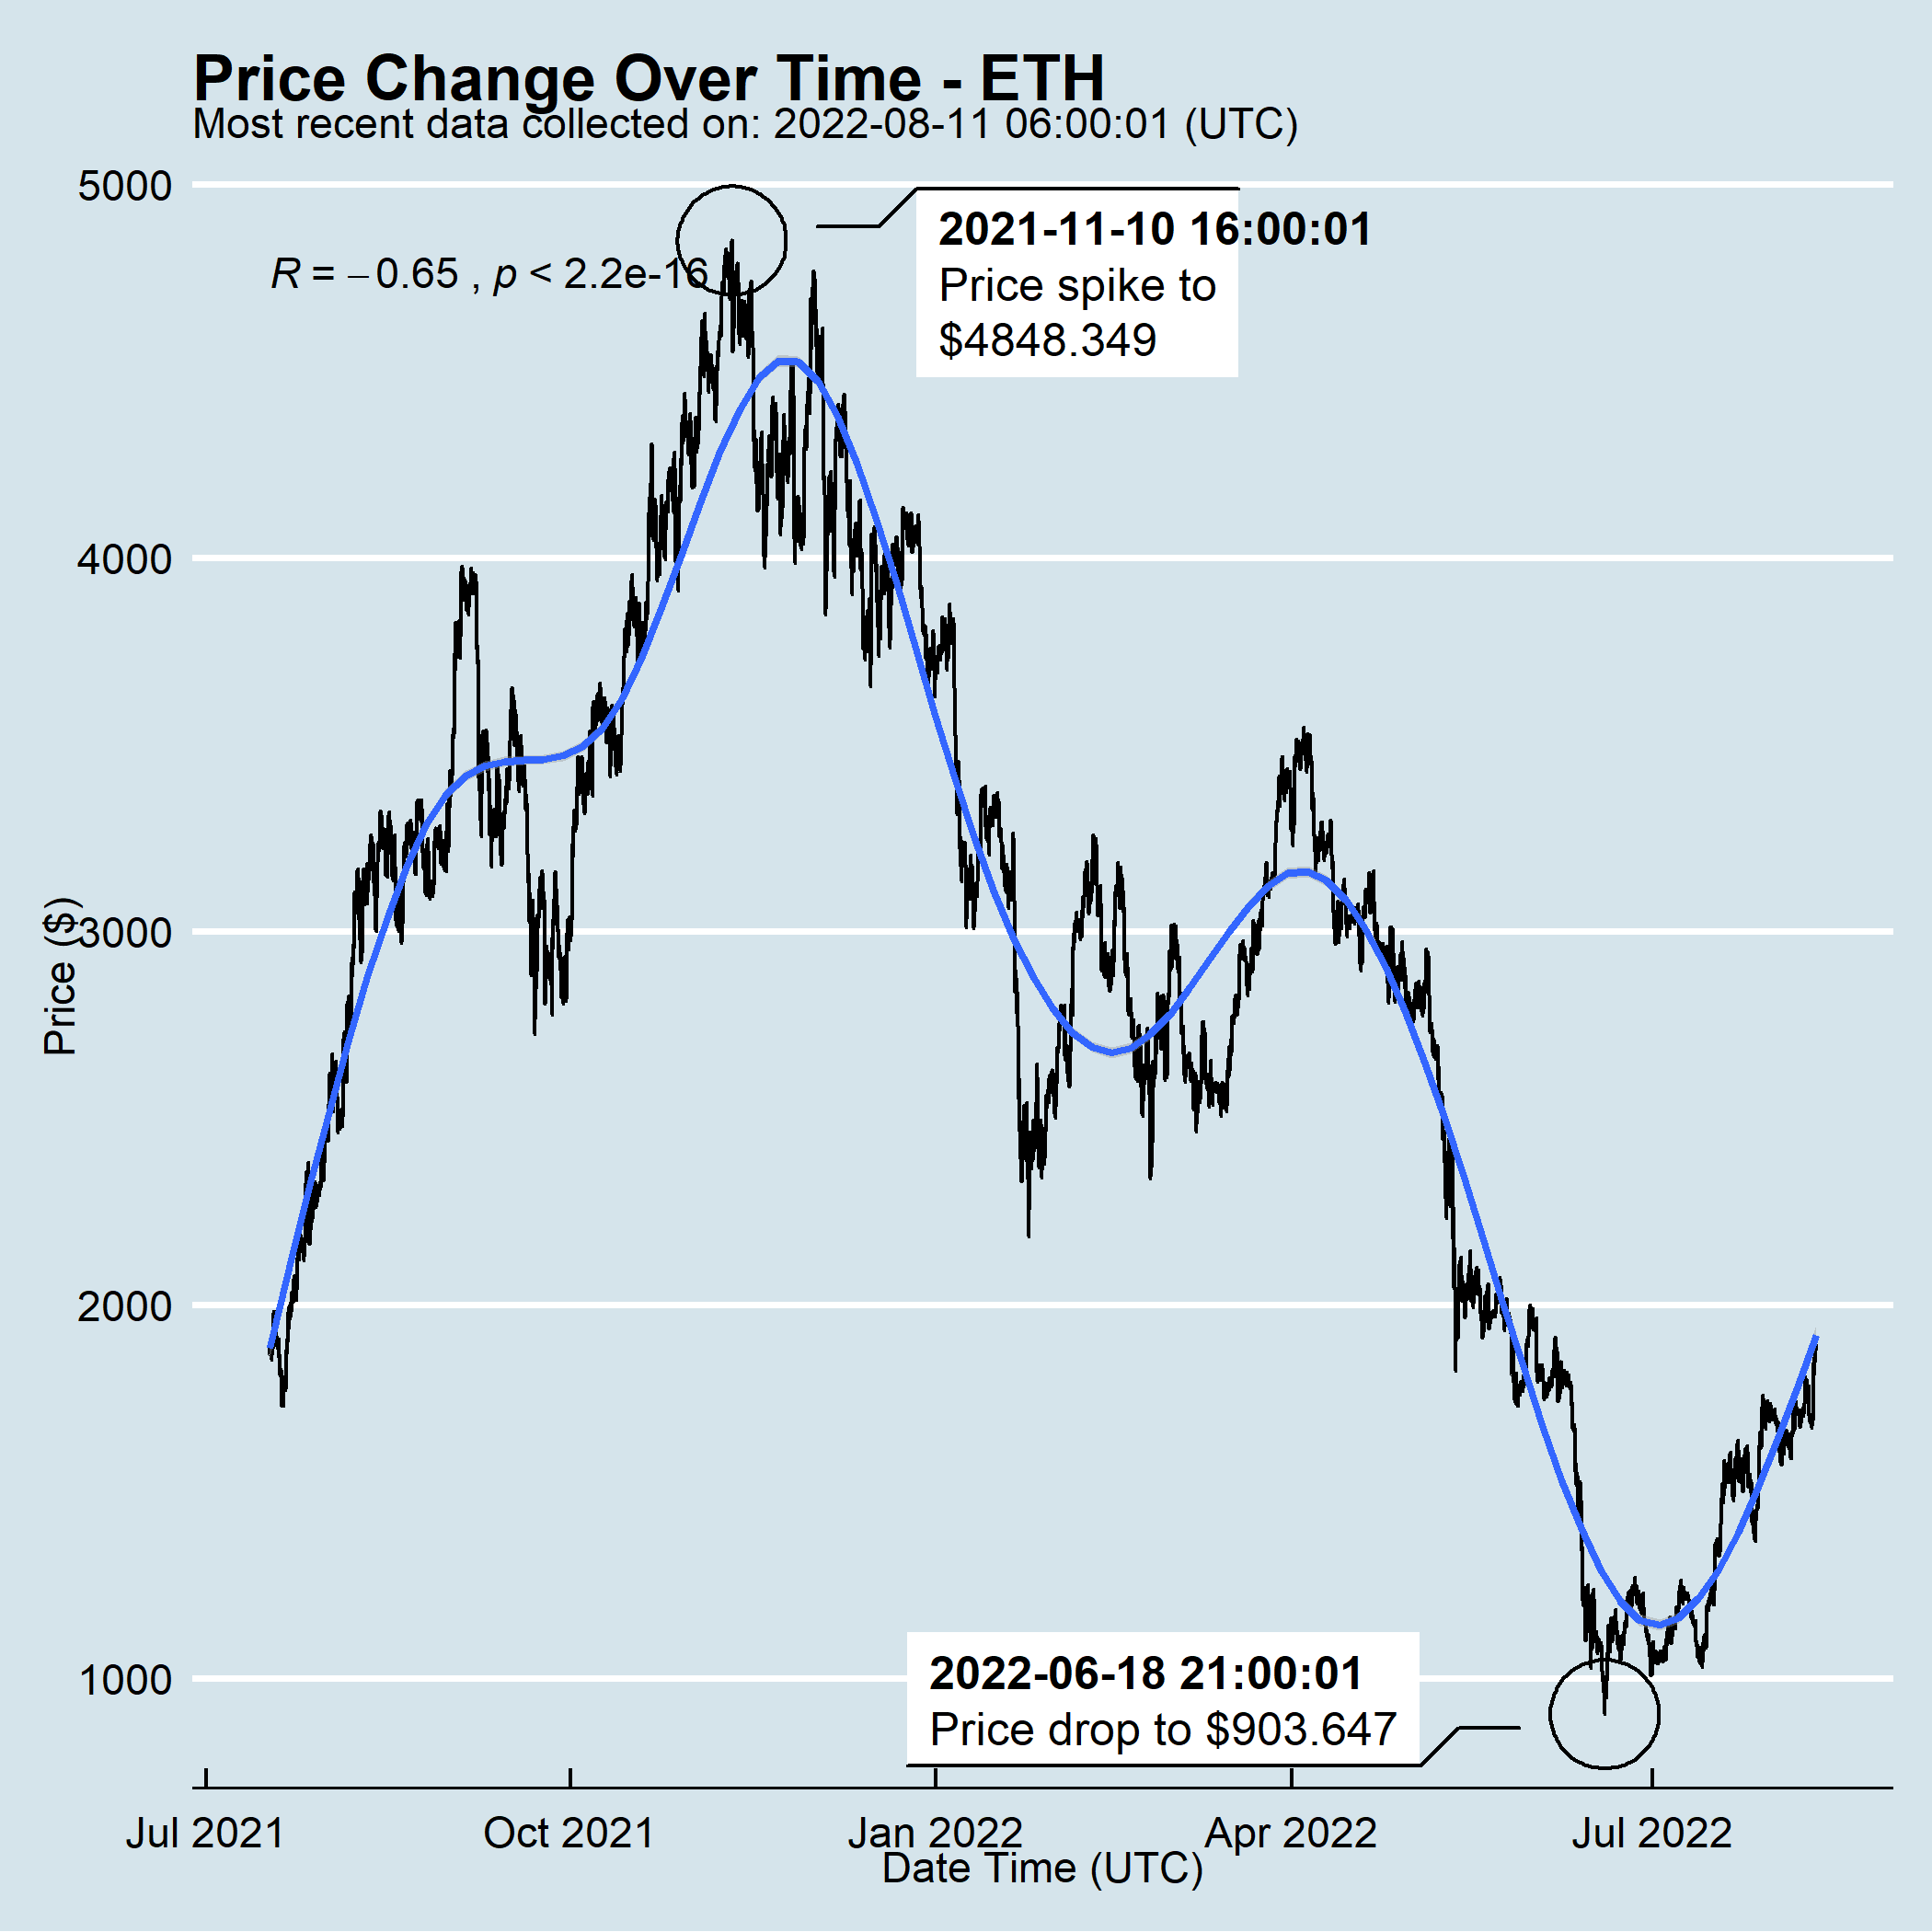 Price Change Over Time - ETH
Most recent data collected on: 2022-08-11 06:00:01 (UTC)
5000
4000
3000
2000
1000
Price ($)
R = −0.65 , p < 2.2e-16
2021-11-10 16:00:01
Price spike to
$4848.349
2022-06-18 21:00:01
Price drop to $903.647
Jul 2021
Oct 2021
Jan 2022
Apr 2022
Jul 2022
Date Time (UTC)